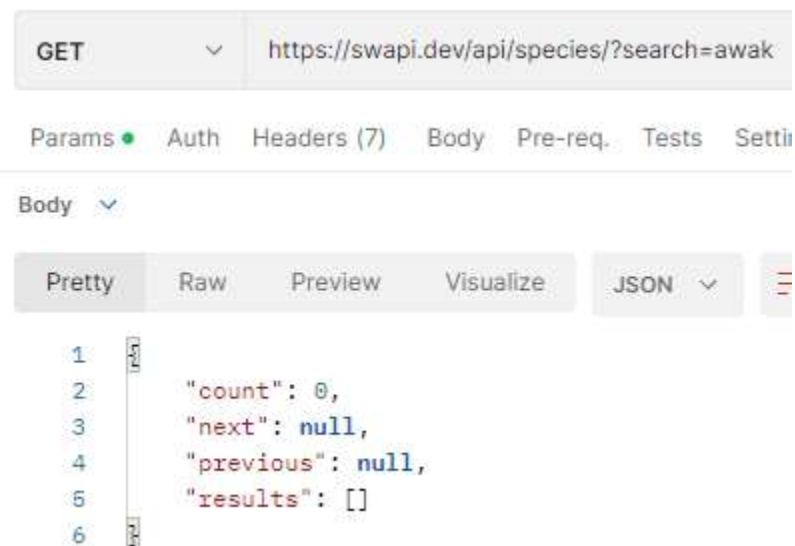 GET https://swapi.dev/api/species/?search=awak
Params Auth Headers (7) Body Pre-req. Tests
Body
Pretty Raw Preview Visualize JSON
1 {
2 "count": 0,
3 "next": null,
4 "previous": null,
5 "results": []
6 }